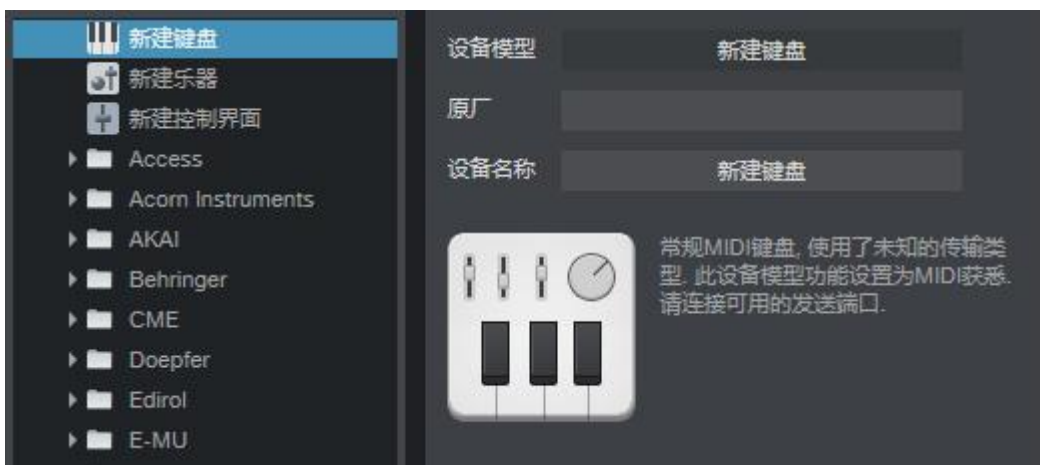 新建键盘
新建乐器
新建控制界面
Access
Acorn Instruments
AKAI
Behringer
CME
Doepfer
Edirol
E-MU
设备模型 新建键盘
原厂
设备名称 新建键盘
常规MIDI键盘, 使用了未知的传输类
型. 此设备模型功能设置为MIDI获悉.
请连接可用的发送端口.